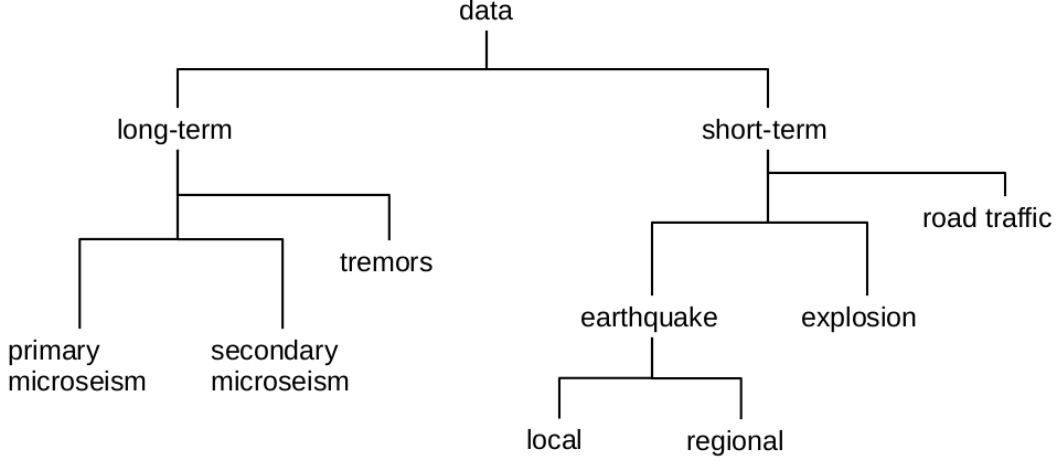 data
long-term
short-term
road traffic
tremors
earthquake
explosion
primary
microseism
secondary
microseism
local
regional